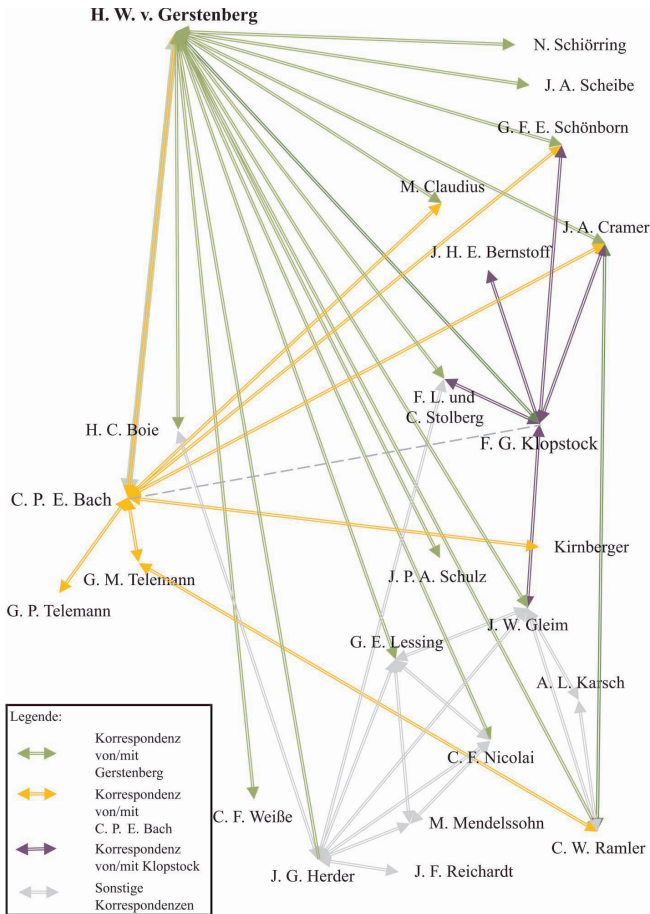 H. W. v. Gerstenberg
N. Schiörring
J. A. Scheibe
G. F. E. Schönborn
M. Claudius
J. A. Cramer
J. H. E. Bernstoff
F. L. und
C. Stolberg
H. C. Boie
F. G. Klopstock
C. P. E. Bach
Kirnberger
G. M. Telemann
J. P. A. Schulz
G. P. Telemann
J. W. Gleim
G. E. Lessing
A. L. Karsch
C. F. Nicolai
C. F. Weiße
M. Mendelssohn
C. W. Ramler
J. G. Herder
J. F. Reichardt
Legende:
Korrespondenz
von/mit
Gerstenberg
Korrespondenz
von/mit
C. P. E. Bach
Korrespondenz
von/mit Klopstock
Sonstige
Korrespondenzen